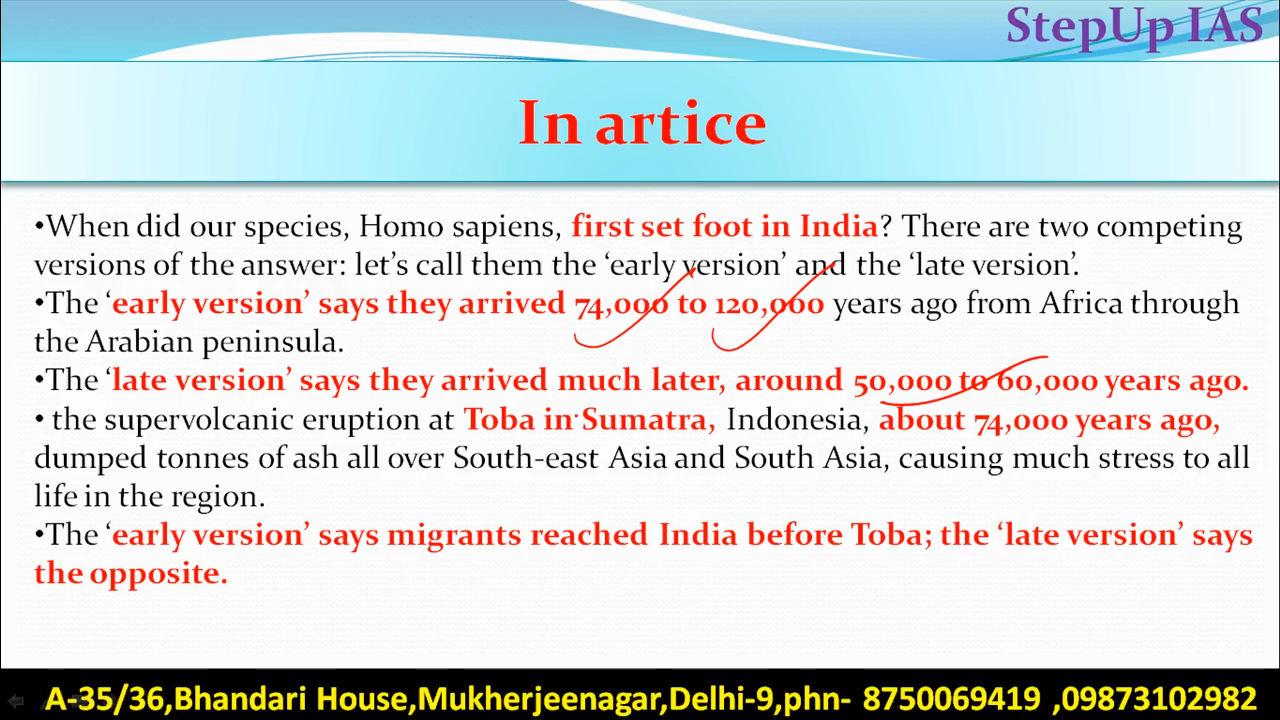 StepUp IAS
In artice
•When did our species, Homo sapiens, first set foot in India? There are two competing
versions of the answer: let’s call them the ‘early version’ and the ‘late version’.
•The ‘early version’ says they arrived 74,000 to 120,000 years ago from Africa through
the Arabian peninsula.
•The ‘late version’ says they arrived much later, around 50,000 to 60,000 years ago.
• the supervolcanic eruption at Toba in Sumatra, Indonesia, about 74,000 years ago,
dumped tonnes of ash all over South-east Asia and South Asia, causing much stress to all
life in the region.
•The ‘early version’ says migrants reached India before Toba; the ‘late version’ says
the opposite.
A-35/36,Bhandari House,Mukherjeenagar,Delhi-9,phn- 8750069419 ,09873102982